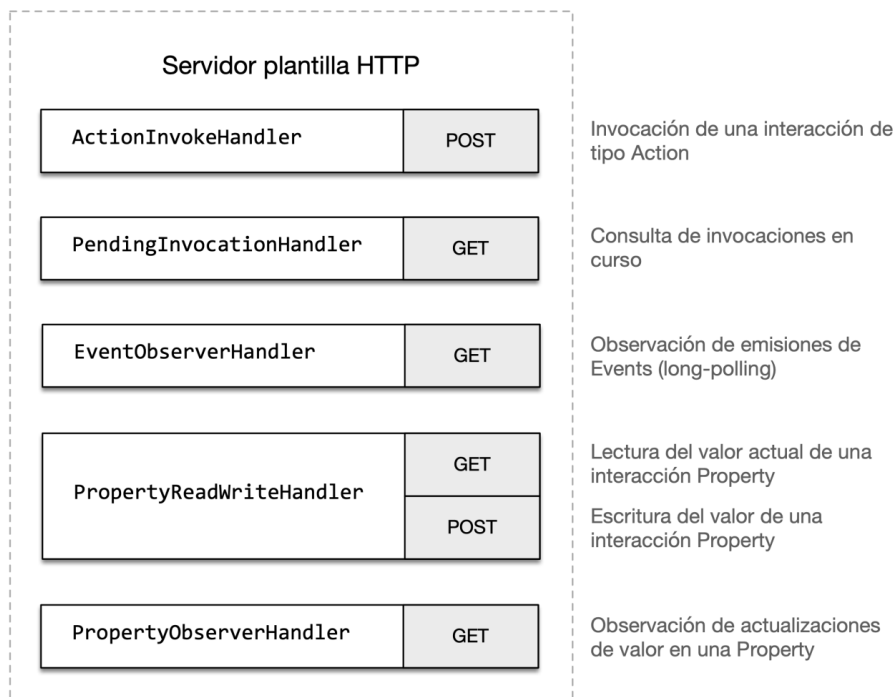 Servidor plantilla HTTP
ActionInvokeHandler
POST
Invocación de una interacción de
tipo Action
PendingInvocationHandler
GET
Consulta de invocaciones en
curso
EventObserverHandler
GET
Observación de emisiones de
Events (long-polling)
PropertyReadWriteHandler
GET
Lectura del valor actual de una
interacción Property
POST
Escritura del valor de una
interacción Property
PropertyObserverHandler
GET
Observación de actualizaciones
de valor en una Property